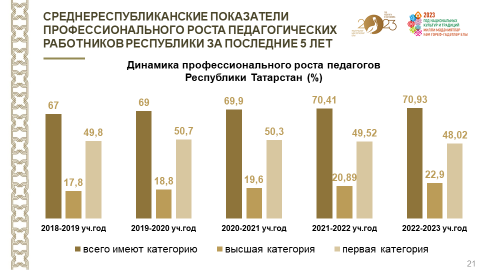 СРЕДНЕРЕСПУБЛИКАНСКИЕ ПОКАЗАТЕЛИ
ПРОФЕССИОНАЛЬНОГО РОСТА ПЕДАГОГИЧЕСКИХ
РАБОТНИКОВ РЕСПУБЛИКИ ЗА ПОСЛЕДНИЕ 5 ЛЕТ
2023
Динамика профессионального роста педагогов
Республики Татарстан (%)
67 17,8 49,8
69 18,8 50,7
69,9 19,6 50,3
70,41 20,89 49,52
70,93 22,9 48,02
2018-2019 уч.год 2019-2020 уч.год 2020-2021 уч.год 2021-2022 уч.год 2022-2023 уч.год
всего имеют категорию высшая категория первая категория
21